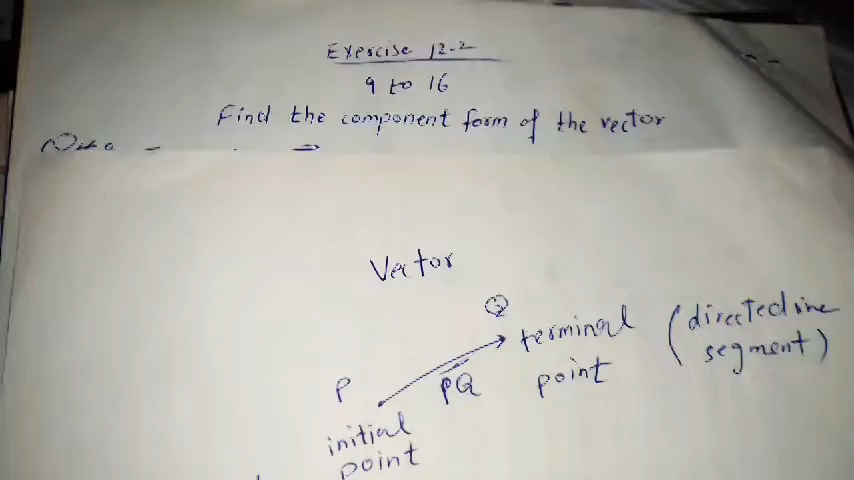 Exercise 12.2
9 to 16
Find the component form of the vector
Vector
Q
terminal
point
(directed line
segment)
P
PQ
initial
point